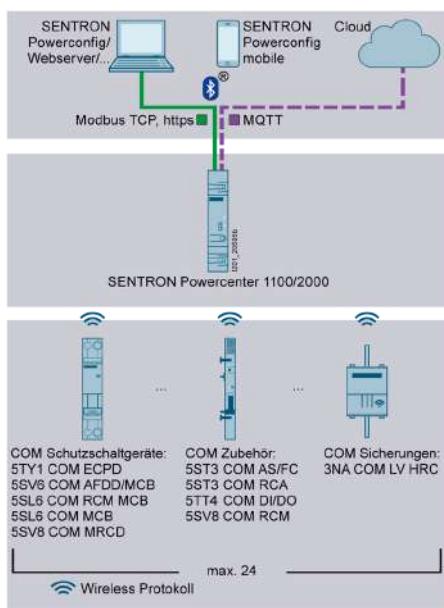 SENTRON
Powerconfig/
Webserver/...
SENTRON
Powerconfig
mobile
Cloud
®
Modbus TCP, https
MQTT
SENTRON Powercenter 1100/2000
COM Schutzschaltgeräte:
5TY1 COM ECPD
5SV6 COM AFDD/MCB
5SL6 COM RCM MCB
5SL6 COM MCB
5SV8 COM MRCD
...
COM Zubehör:
5ST3 COM AS/FC
5ST3 COM RCA
5TT4 COM DI/DO
5SV8 COM RCM
...
COM Sicherungen:
3NA COM LV HRC
max. 24
Wireless Protokoll